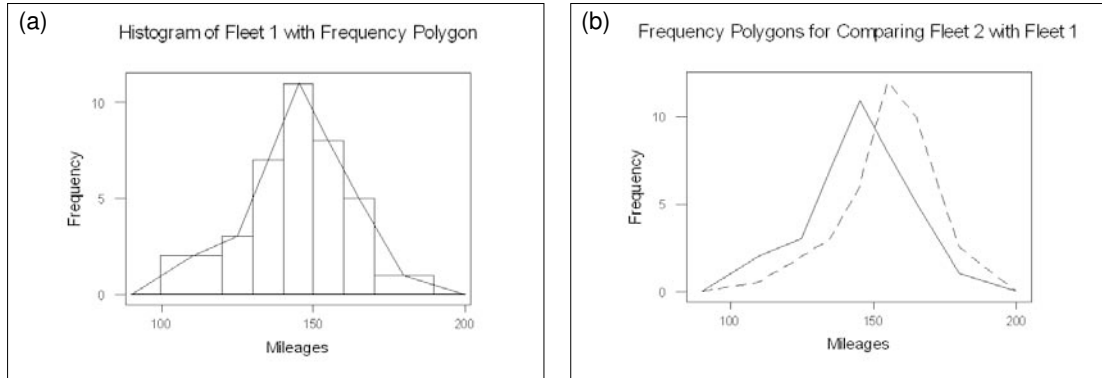 (a)
Histogram of Fleet 1 with Frequency Polygon
10
5
0
Frequency
100
150
200
Mileages
(b)
Frequency Polygons for Comparing Fleet 2 with Fleet 1
10
5
0
Frequency
100
150
200
Mileages